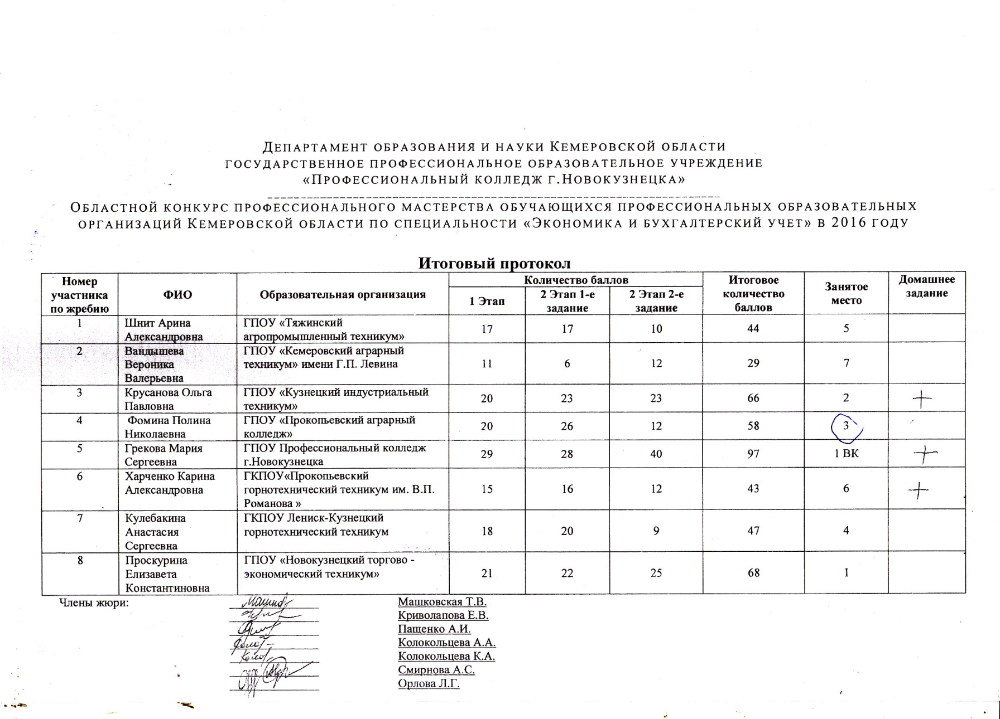 Департамент образования и науки Кемеровской области
государственное профессиональное образовательное учреждение
«Профессиональный колледж г.Новокузнецка»
Областной конкурс профессионального мастерства обучающихся профессиональных образовательных
организаций Кемеровской области по специальности «Экономика и бухгалтерский учет» в 2016 году
Итоговый протокол
Номер участника по жребию ФИО Образовательная организация Количество баллов Итоговое количество баллов Занятое место Домашнее задание
1 Этап 2 Этап 1-е задание 2 Этап 2-е задание
1 Шнит Арина Александровна ГПОУ «Тяжинский агропромышленный техникум» 17 17 10 44 5
2 Вандышева Вероника Валерьевна ГПОУ «Кемеровский аграрный техникум» имени Г.П. Левина 11 6 12 29 7
3 Крусанова Ольга Павловна ГПОУ «Кузнецкий индустриальный техникум» 20 23 23 66 2 +
4 Фомина Полина Николаевна ГПОУ «Прокопьевский аграрный колледж» 20 26 12 58 3
5 Грекова Мария Сергеевна ГПОУ Профессиональный колледж г.Новокузнецка 29 28 40 97 1 ВК +
6 Харченко Карина Александровна ГКПОУ«Прокопьевский горнотехнический техникум им. В.П. Романова » 15 16 12 43 6 +
7 Кулебакина Анастасия Сергеевна ГКПОУ Лениск-Кузнецкий горнотехнический техникум 18 20 9 47 4
8 Проскурина Елизавета Константиновна ГПОУ «Новокузнецкий торгово - экономический техникум» 21 22 25 68 1
Члены жюри: Машковская Т.В.
Криволапова Е.В.
Пащенко А.И.
Колокольцева А.А.
Колокольцева К.А.
Смирнова А.С.
Орлова Л.Г.